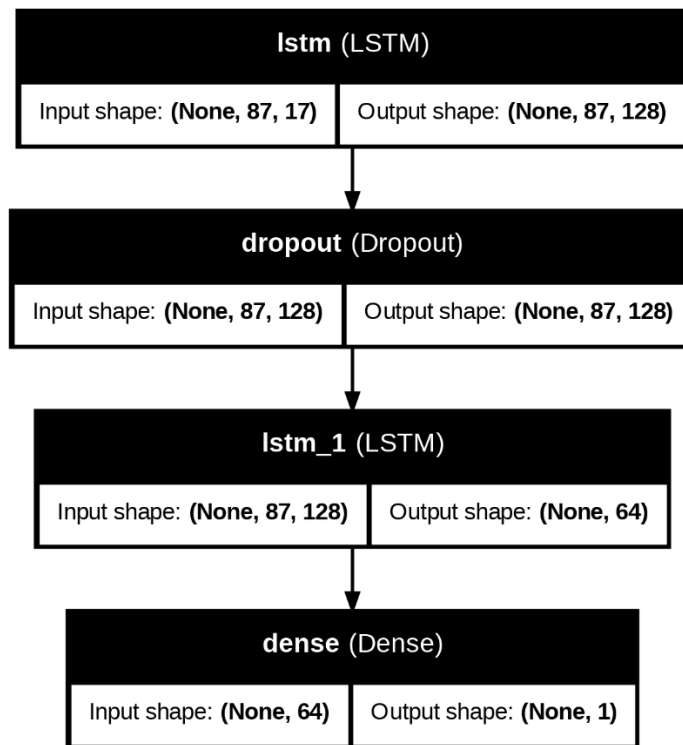 lstm (LSTM)
Input shape: (None, 87, 17) Output shape: (None, 87, 128)
dropout (Dropout)
Input shape: (None, 87, 128) Output shape: (None, 87, 128)
lstm_1 (LSTM)
Input shape: (None, 87, 128) Output shape: (None, 64)
dense (Dense)
Input shape: (None, 64) Output shape: (None, 1)